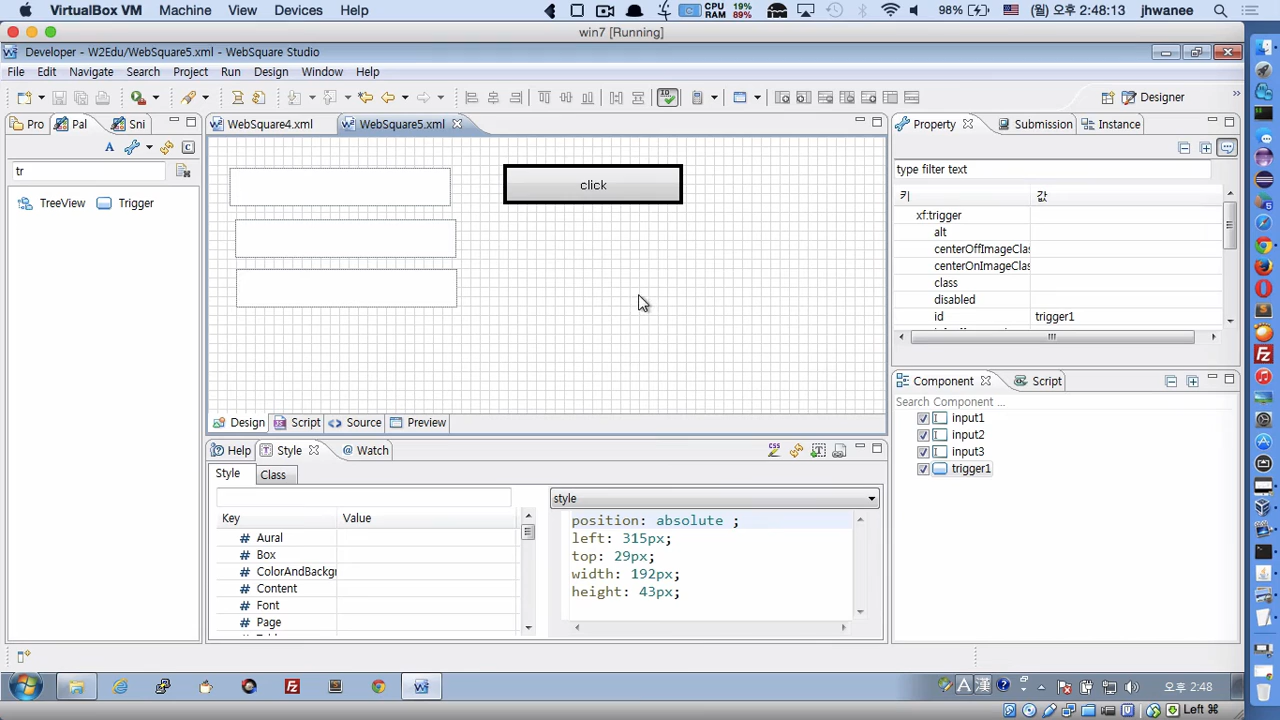 VirtualBox VM Machine View Devices Help CPU RAM 19% 89% 98% (월) 오후 2:48:13 jhwanee
win7 [Running]
Developer - W2Edu/WebSquare5.xml - WebSquare Studio
File Edit Navigate Search Project Run Design Window Help
Designer
Pro Pal Sni WebSquare4.xml WebSquare5.xml Property Submission Instance
tr
type filter text
TreeView Trigger
click
키 값
xf:trigger
alt
centerOffImageClas
centerOnImageClas
class
disabled
id trigger1
Component Script
Search Component ...
input1
input2
input3
trigger1
Design Script Source Preview
Help Style Watch
Style Class
style
Key Value
Aural
Box
ColorAndBackgr
Content
Font
Page
position: absolute ;
left: 315px;
top: 29px;
width: 192px;
height: 43px;
A 漢 오후 2:48
Left ⌘